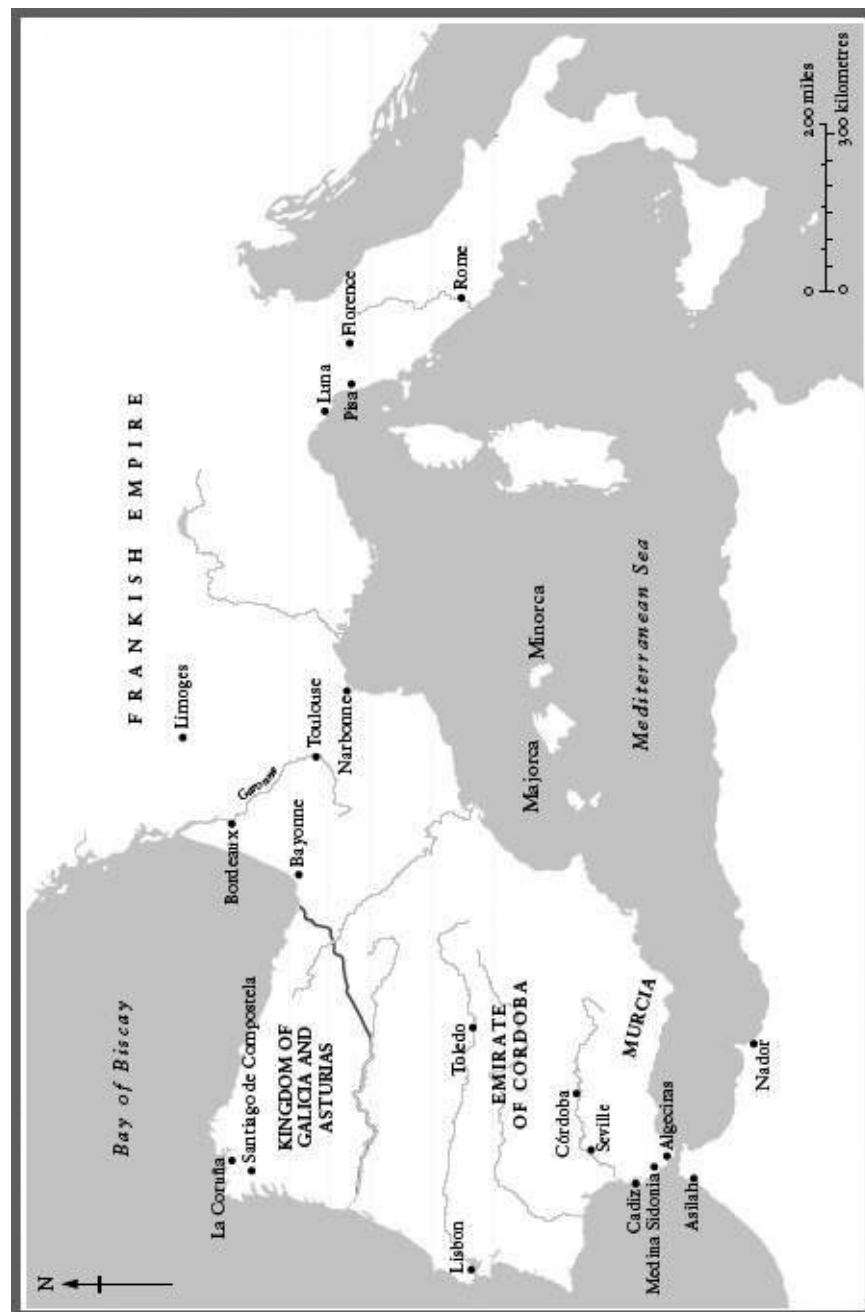 N
Bay of Biscay
FRANKISH EMPIRE
Limoges
La Coruña
Santiago de Compostela
Bordeaux
Garonne
Bayonne
Toulouse
Narbonne
Luna
Pisa
Florence
Rome
KINGDOM OF
GALICIA AND
ASTURIAS
Lisbon
Toledo
EMIRATE
OF CÓRDOBA
Majorca
Minorca
Córdoba
Seville
MURCIA
Cadiz
Medina Sidonia
Algeciras
Asilah
Nador
Mediterranean Sea
0 200 miles
0 300 kilometres